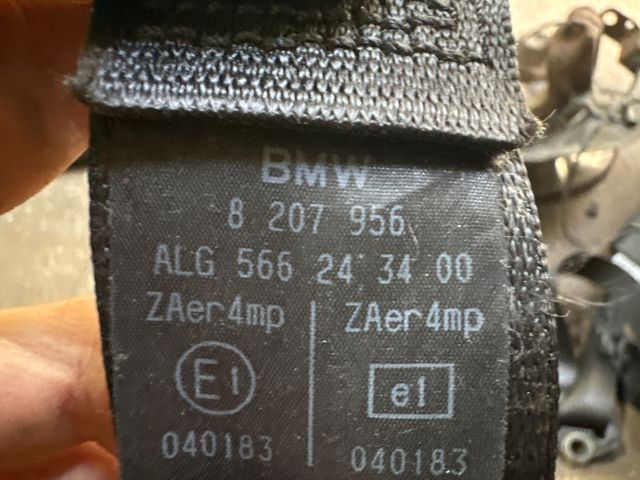 BMW
8 207 956
ALG 566 24 34 00
ZAer4mp ZAer4mp
E1 e1
040183 040183